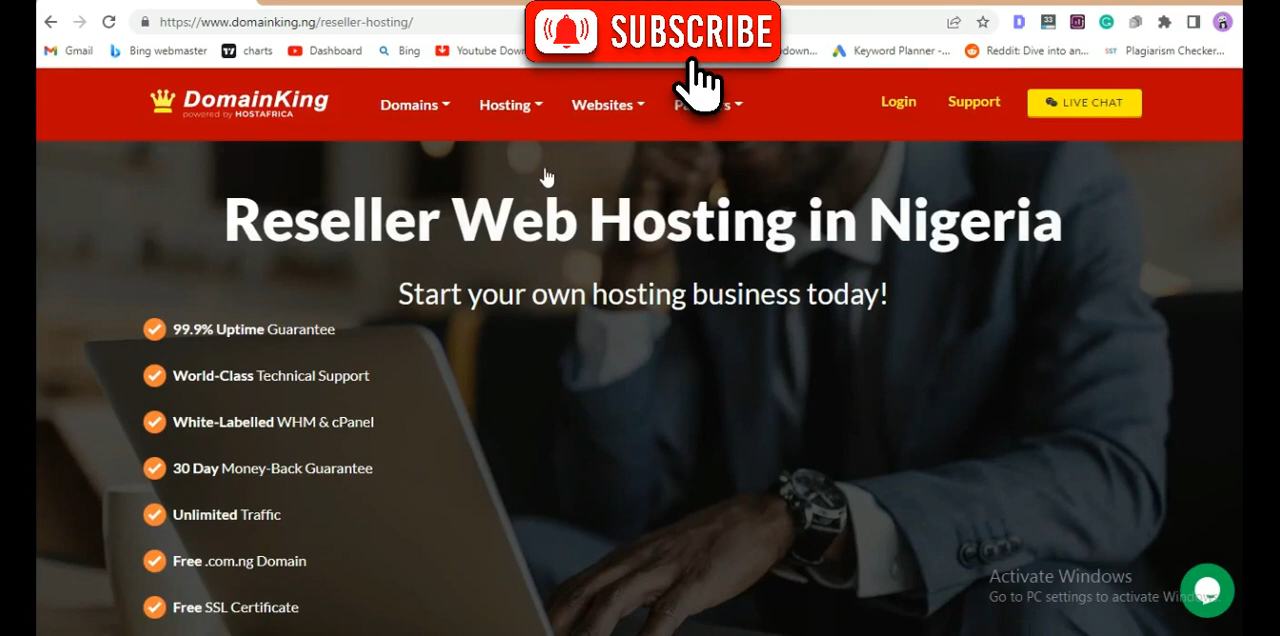 https://www.domainking.ng/reseller-hosting/
SUBSCRIBE
Gmail
Bing webmaster
charts
Dashboard
Bing
Keyword Planner -...
Reddit: Dive into an...
Plagiarism Checker...
DomainKing
powered by HOSTAFRICA
Domains
Hosting
Websites
Login
Support
LIVE CHAT
Reseller Web Hosting in Nigeria
Start your own hosting business today!
99.9% Uptime Guarantee
World-Class Technical Support
White-Labelled WHM & cPanel
30 Day Money-Back Guarantee
Unlimited Traffic
Free .com.ng Domain
Free SSL Certificate
Activate Windows
Go to PC settings to activate